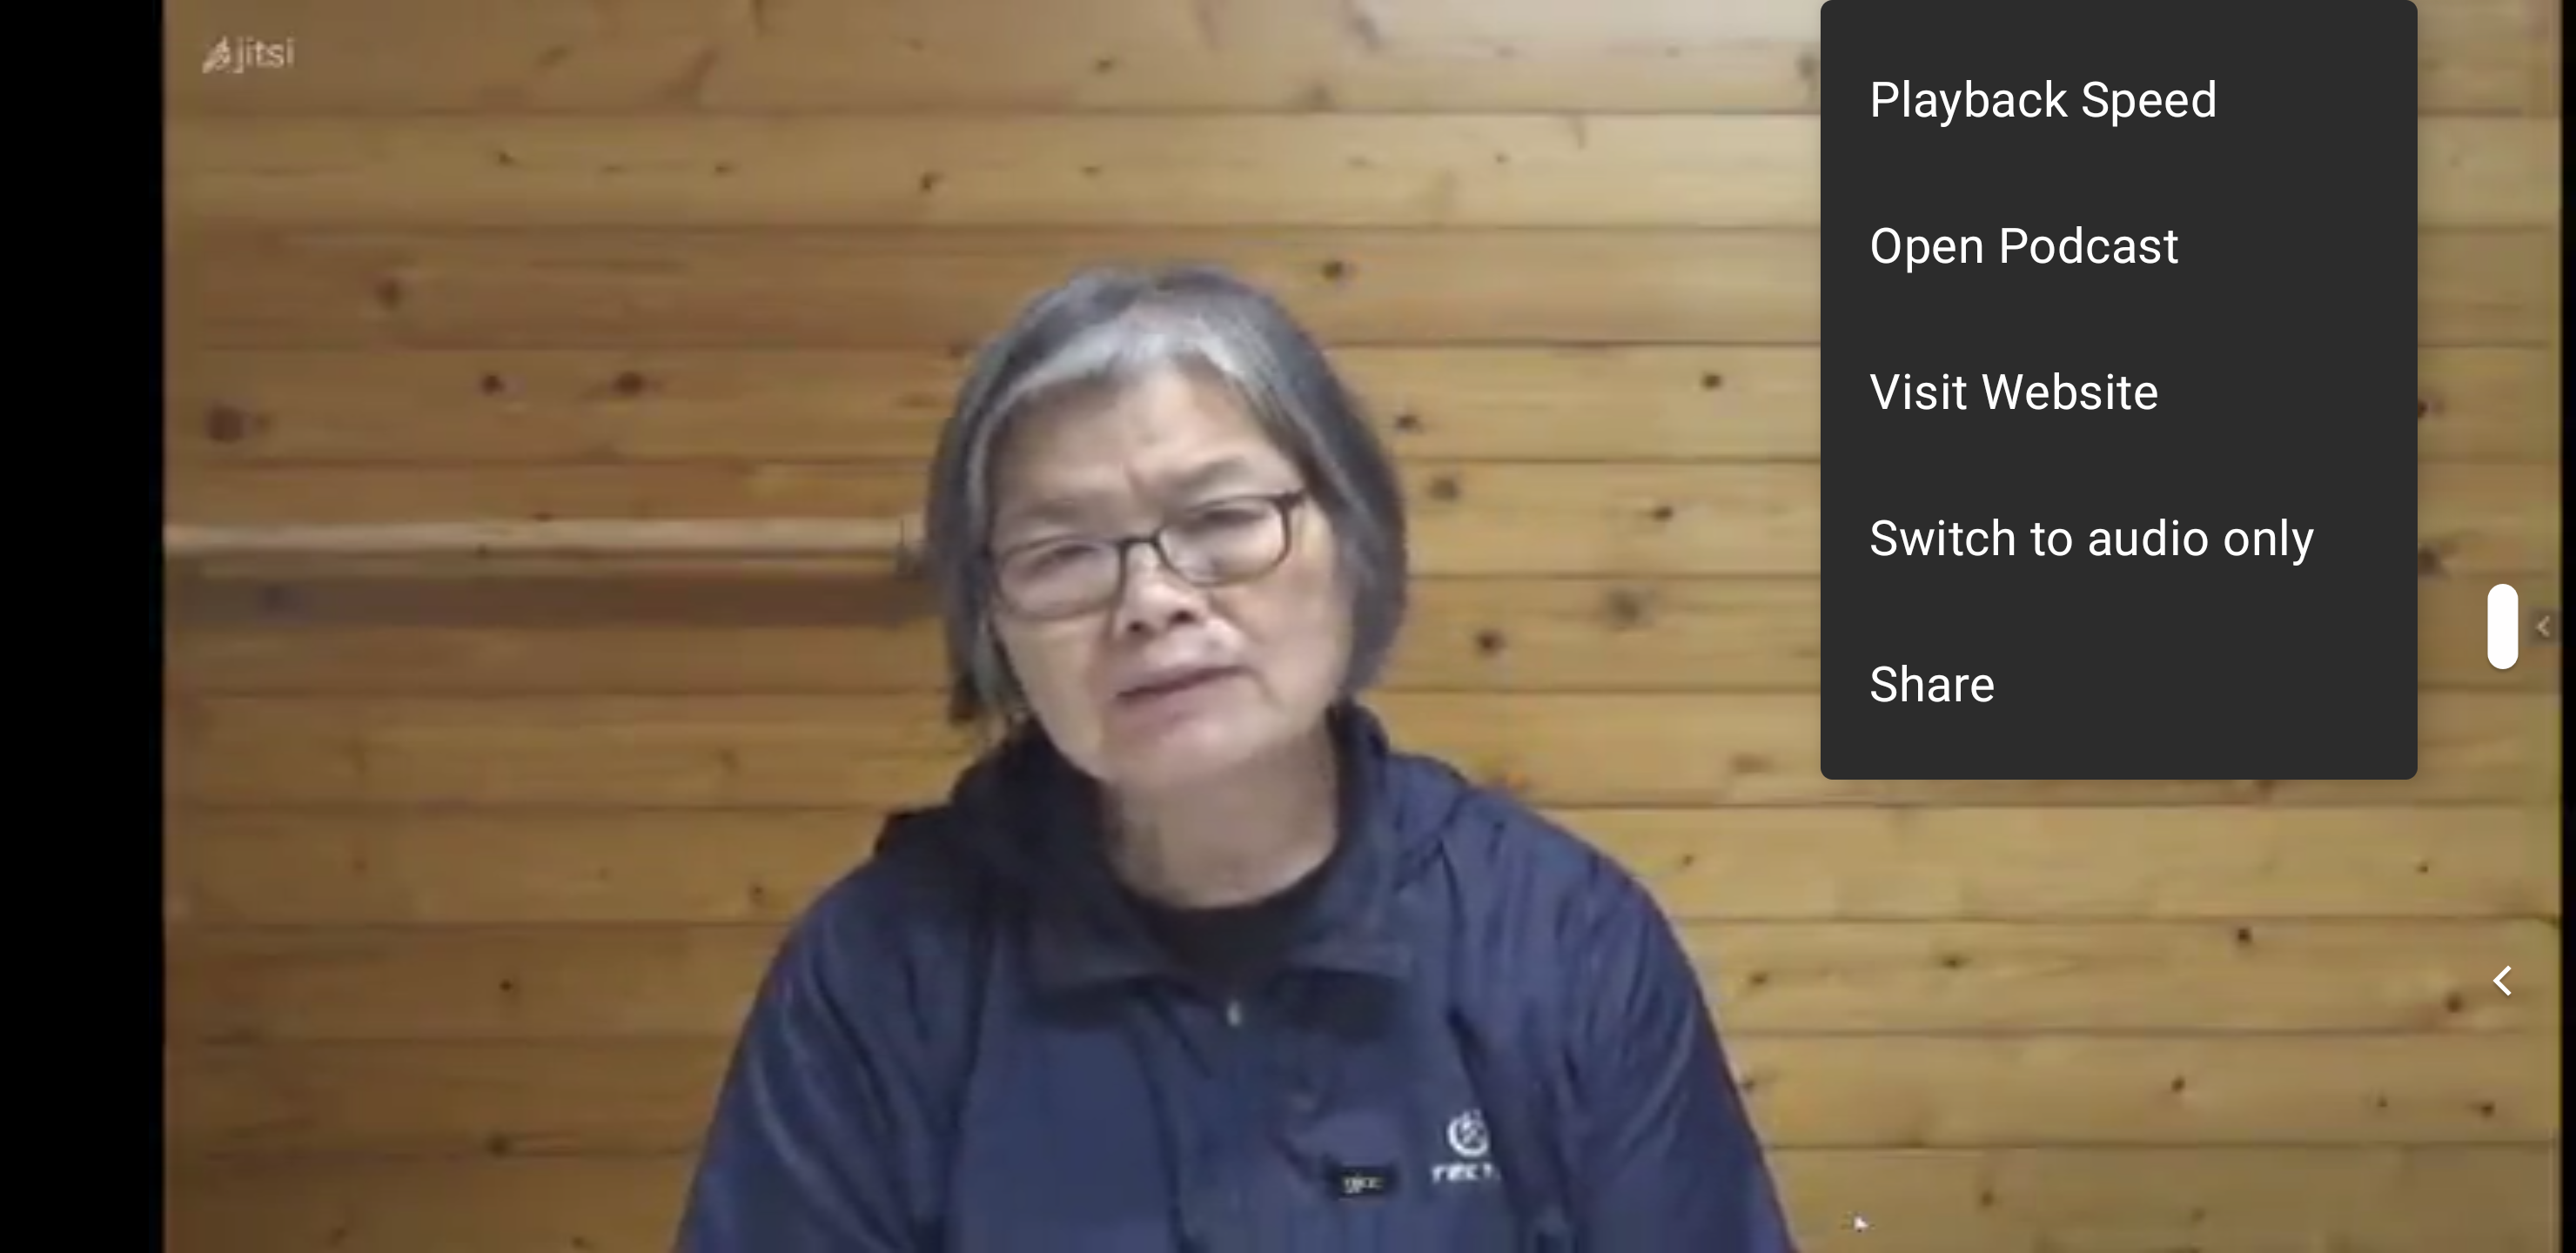 jitsi
Playback Speed
Open Podcast
Visit Website
Switch to audio only
Share